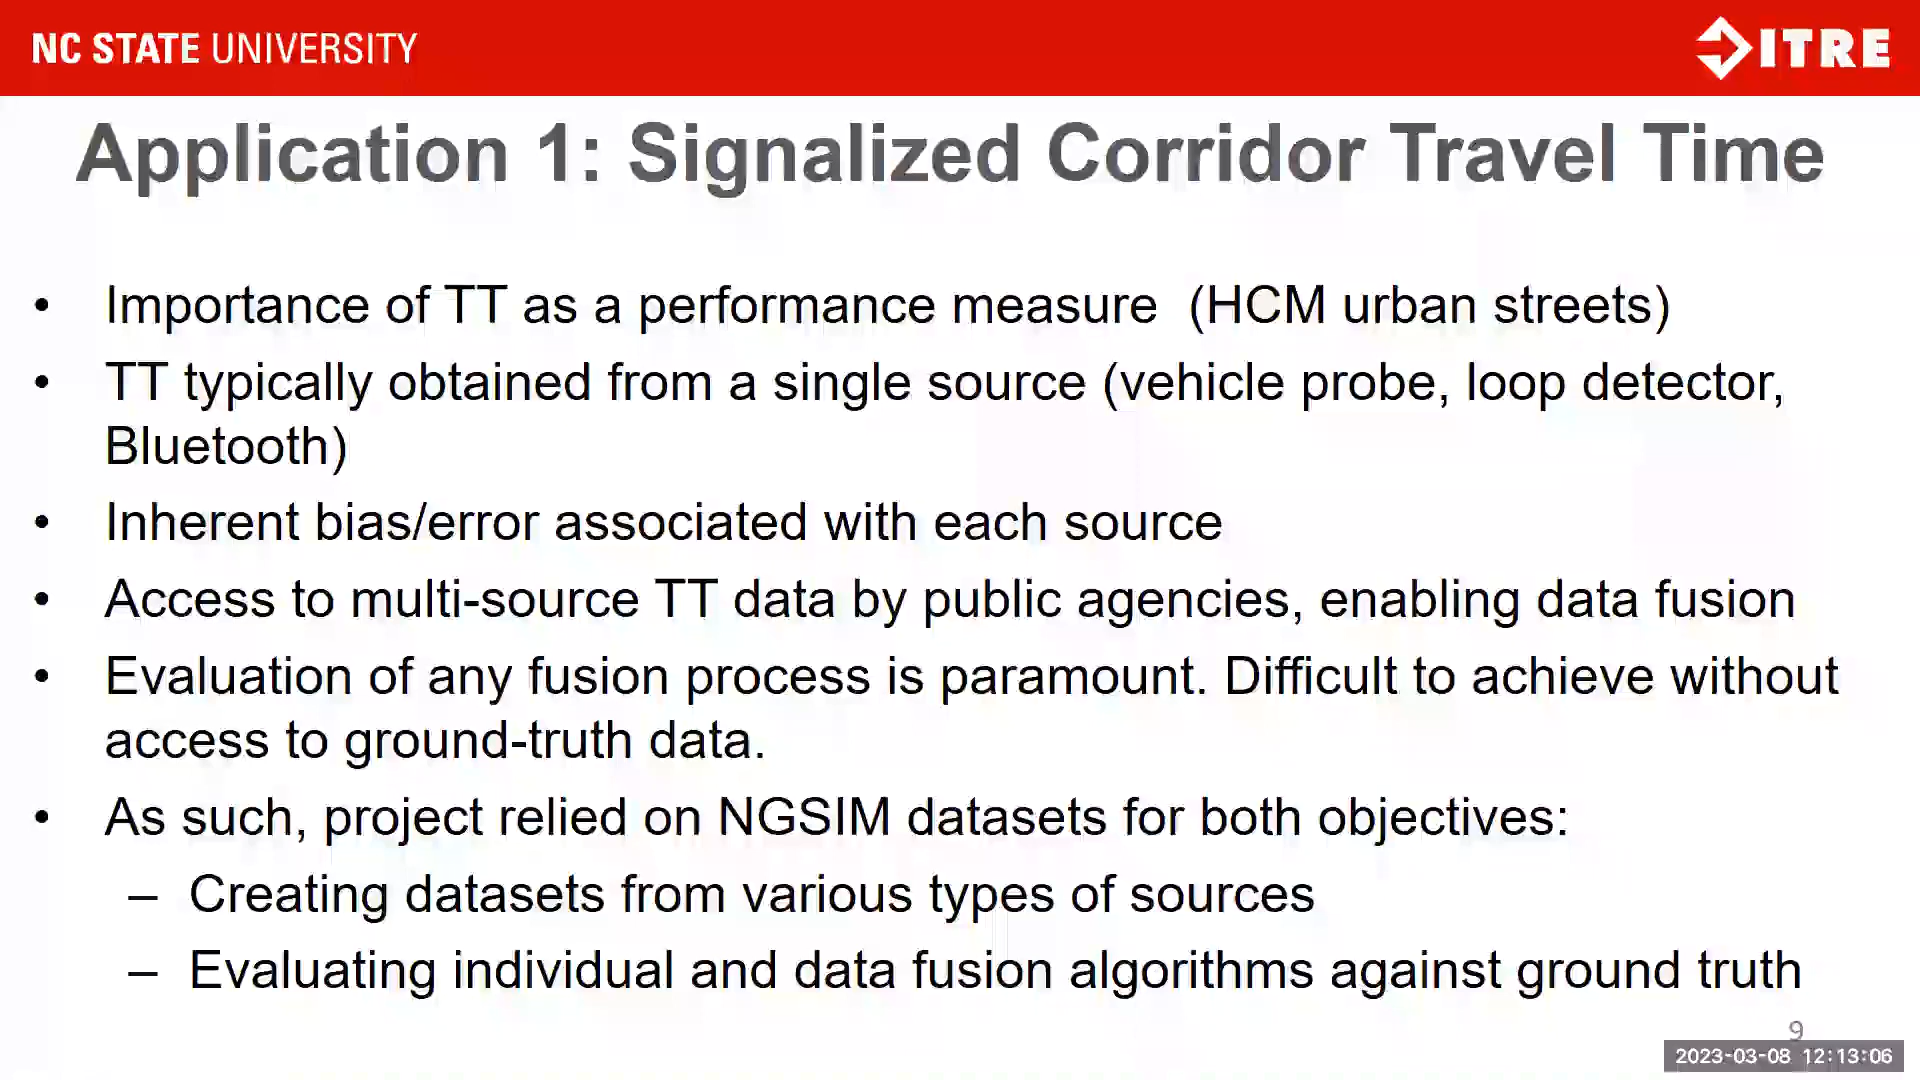 NC STATE UNIVERSITY
ITRE
Application 1: Signalized Corridor Travel Time
• Importance of TT as a performance measure (HCM urban streets)
• TT typically obtained from a single source (vehicle probe, loop detector,
Bluetooth)
• Inherent bias/error associated with each source
• Access to multi-source TT data by public agencies, enabling data fusion
• Evaluation of any fusion process is paramount. Difficult to achieve without
access to ground-truth data.
• As such, project relied on NGSIM datasets for both objectives:
– Creating datasets from various types of sources
– Evaluating individual and data fusion algorithms against ground truth
9
2023-03-08 12:13:06